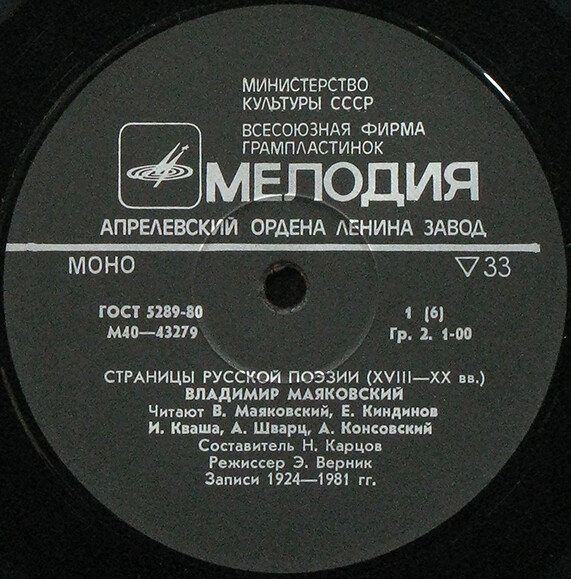 МИНИСТЕРСТВО
КУЛЬТУРЫ СССР
ВСЕСОЮЗНАЯ ФИРМА
ГРАМПЛАСТИНОК
МЕЛОДИЯ
АПРЕЛЕВСКИЙ ОРДЕНА ЛЕНИНА ЗАВОД
МОНО ▽33
ГОСТ 5289-80 1 (6)
М40—43279 Гр. 2. 1-00
СТРАНИЦЫ РУССКОЙ ПОЭЗИИ (XVIII—XX вв.)
ВЛАДИМИР МАЯКОВСКИЙ
Читают В. Маяковский, Е. Киндинов
И. Кваша, А. Шварц, А. Консовский
Составитель Н. Карцов
Режиссер Э. Верник
Записи 1924—1981 гг.